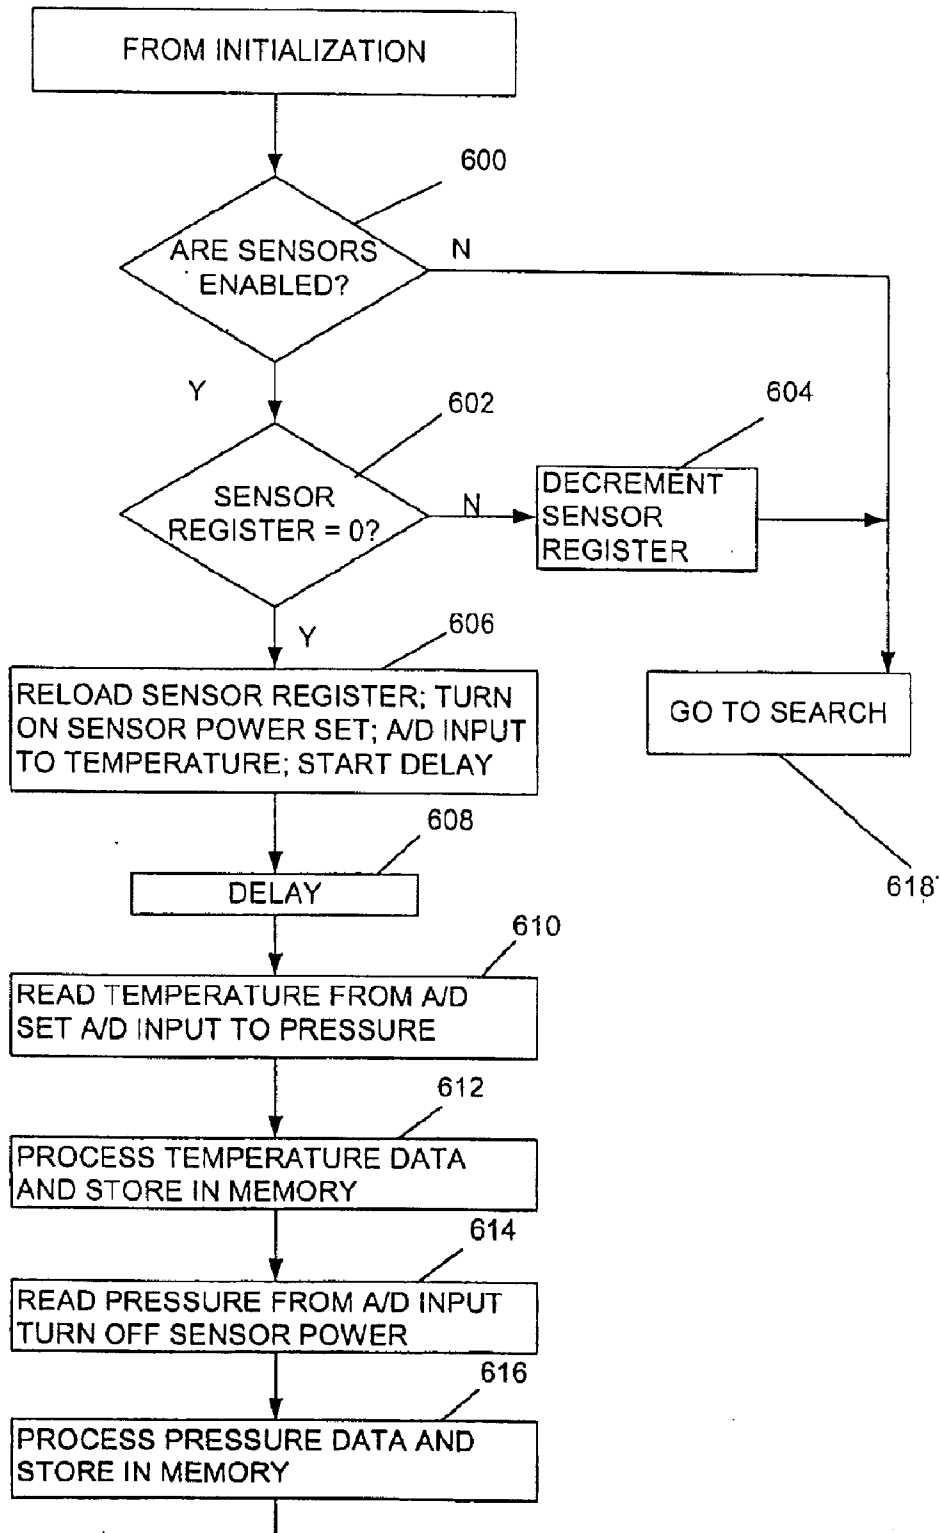 FROM INITIALIZATION
600
ARE SENSORS
ENABLED?
N
Y
602
604
SENSOR
REGISTER = 0?
N
DECREMENT
SENSOR
REGISTER
Y
606
RELOAD SENSOR REGISTER; TURN
ON SENSOR POWER SET; A/D INPUT
TO TEMPERATURE; START DELAY
GO TO SEARCH
608
DELAY
618
610
READ TEMPERATURE FROM A/D
SET A/D INPUT TO PRESSURE
612
PROCESS TEMPERATURE DATA
AND STORE IN MEMORY
614
READ PRESSURE FROM A/D INPUT
TURN OFF SENSOR POWER
616
PROCESS PRESSURE DATA AND
STORE IN MEMORY